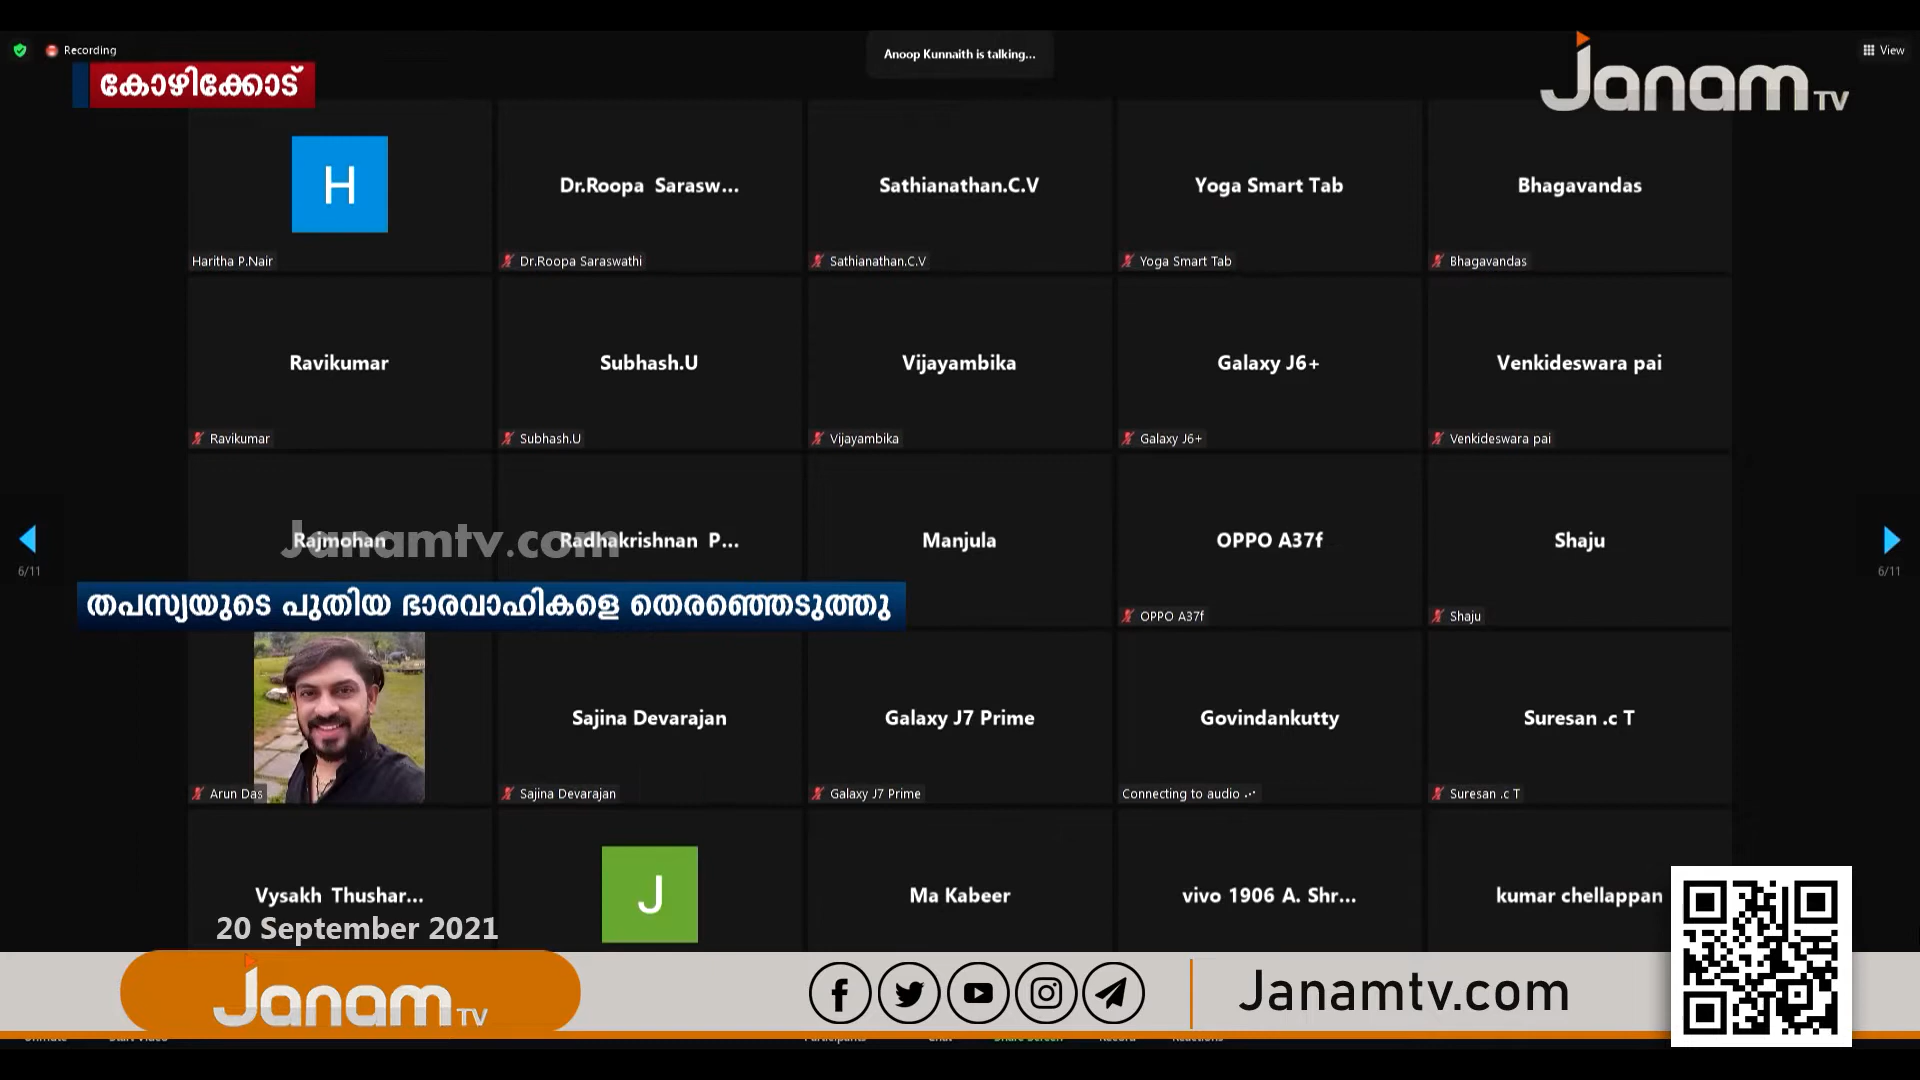 Recording
Anoop Kunnaith is talking...
View
കോഴിക്കോട്
Janam TV
H
Dr.Roopa Sarasw...
Sathianathan.C.V
Yoga Smart Tab
Bhagavandas
Haritha P.Nair
Dr.Roopa Saraswathi
Sathianathan.C.V
Yoga Smart Tab
Bhagavandas
Ravikumar
Subhash.U
Vijayambika
Galaxy J6+
Venkideswara pai
Ravikumar
Subhash.U
Vijayambika
Galaxy J6+
Venkideswara pai
Janamtv.com
Rajmohan
Radhakrishnan P...
Manjula
OPPO A37f
Shaju
6/11
6/11
തപസ്യയുടെ പുതിയ ഭാരവാഹികളെ തെരഞ്ഞെടുത്തു
OPPO A37f
Shaju
Sajina Devarajan
Galaxy J7 Prime
Govindankutty
Suresan .c T
Arun Das
Sajina Devarajan
Galaxy J7 Prime
Connecting to audio
Suresan .c T
Vysakh Thushar...
J
Ma Kabeer
vivo 1906 A. Shr...
kumar chellappan
20 September 2021
Janam TV
Janamtv.com